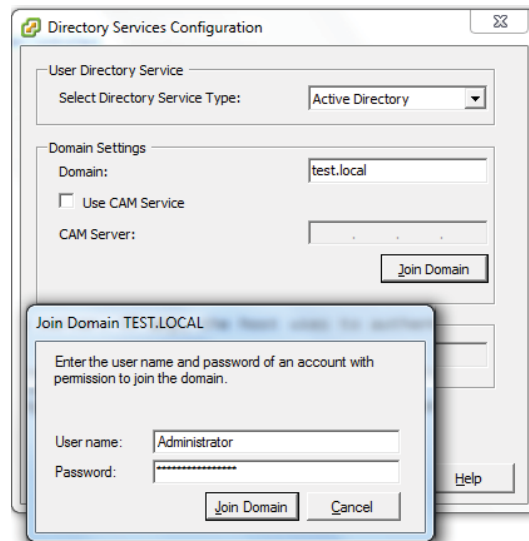 Directory Services Configuration
User Directory Service
Select Directory Service Type: Active Directory
Domain Settings
Domain: test.local
Use CAM Service
CAM Server: . . .
Join Domain
Join Domain TEST.LOCAL
Enter the user name and password of an account with
permission to join the domain.
User name: Administrator
Password: ****************
Join Domain Cancel
Help